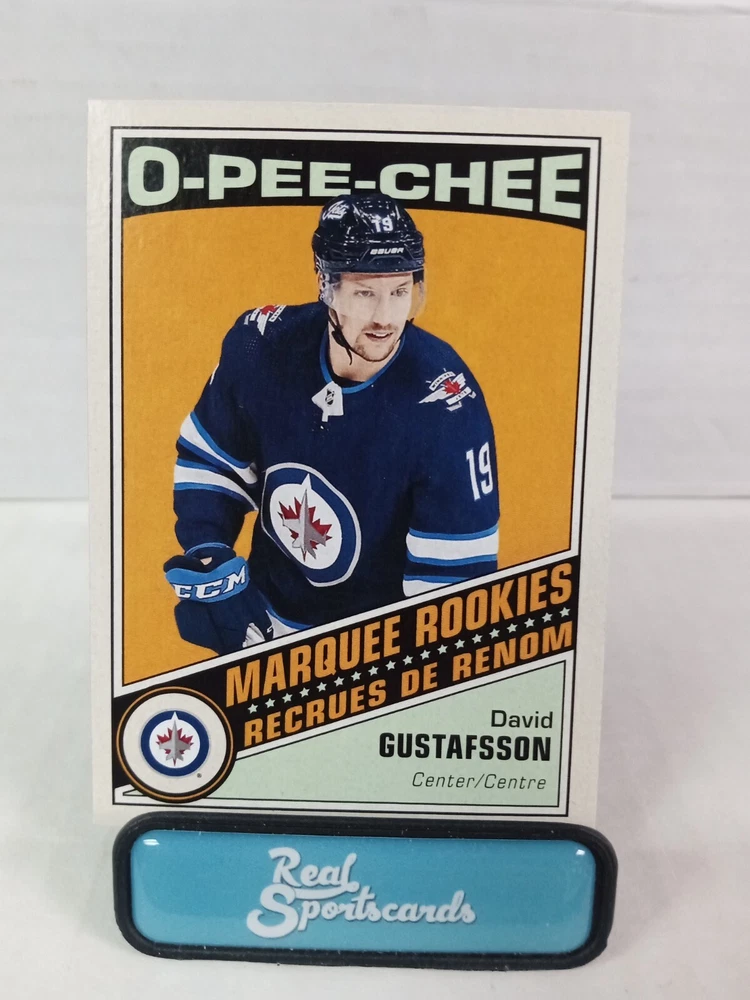 O-PEE-CHEE
19
BAUER
19
CCM
MARQUEE ROOKIES
RECRUES DE RENOM
David
GUSTAFSSON
Center/Centre
Real
Sportscards